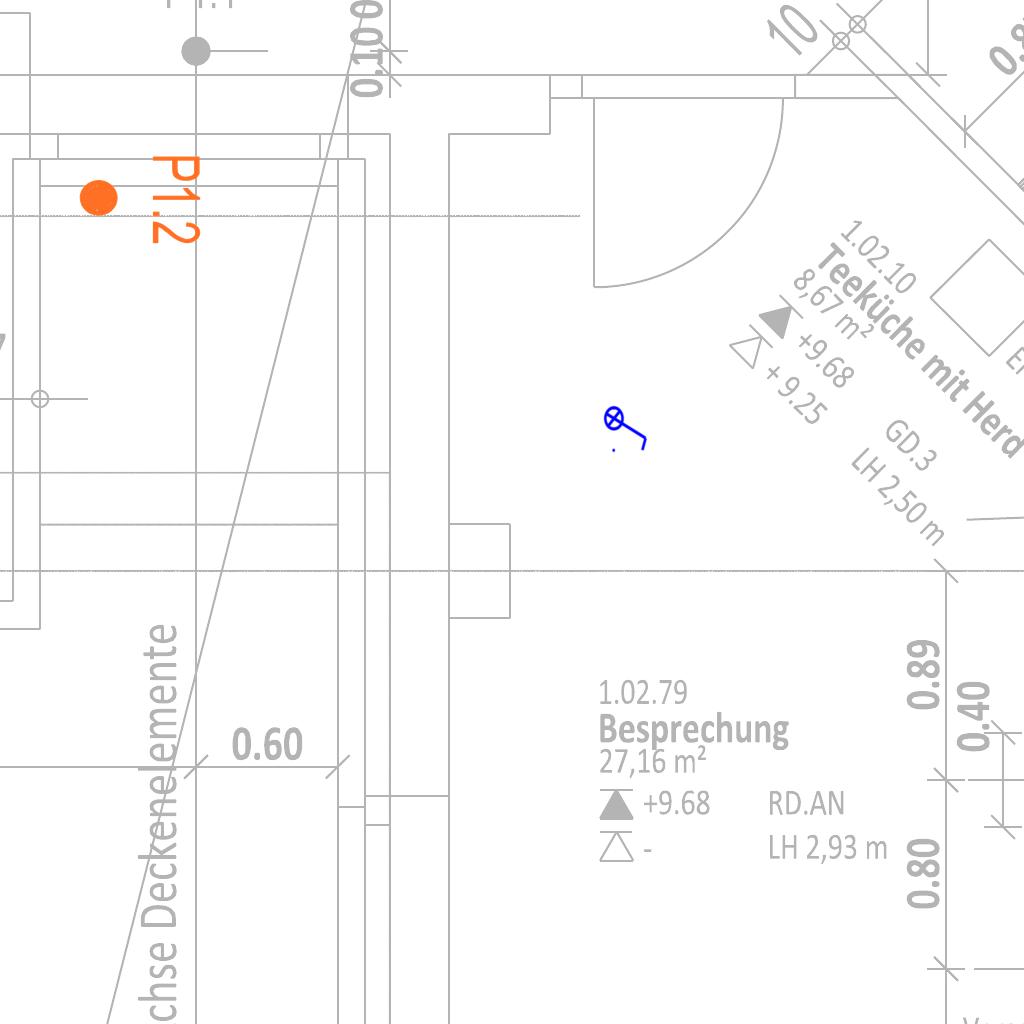 0.10 0
10
P1.2
1.02.10
Teeküche mit Herd
8,67 m²
+9.68
+ 9.25
GD.3
LH 2,50 m
0.89
0.40
0.80
0.60
1.02.79
Besprechung
27,16 m²
+9.68 RD.AN
- LH 2,93 m
chse Deckenelemente